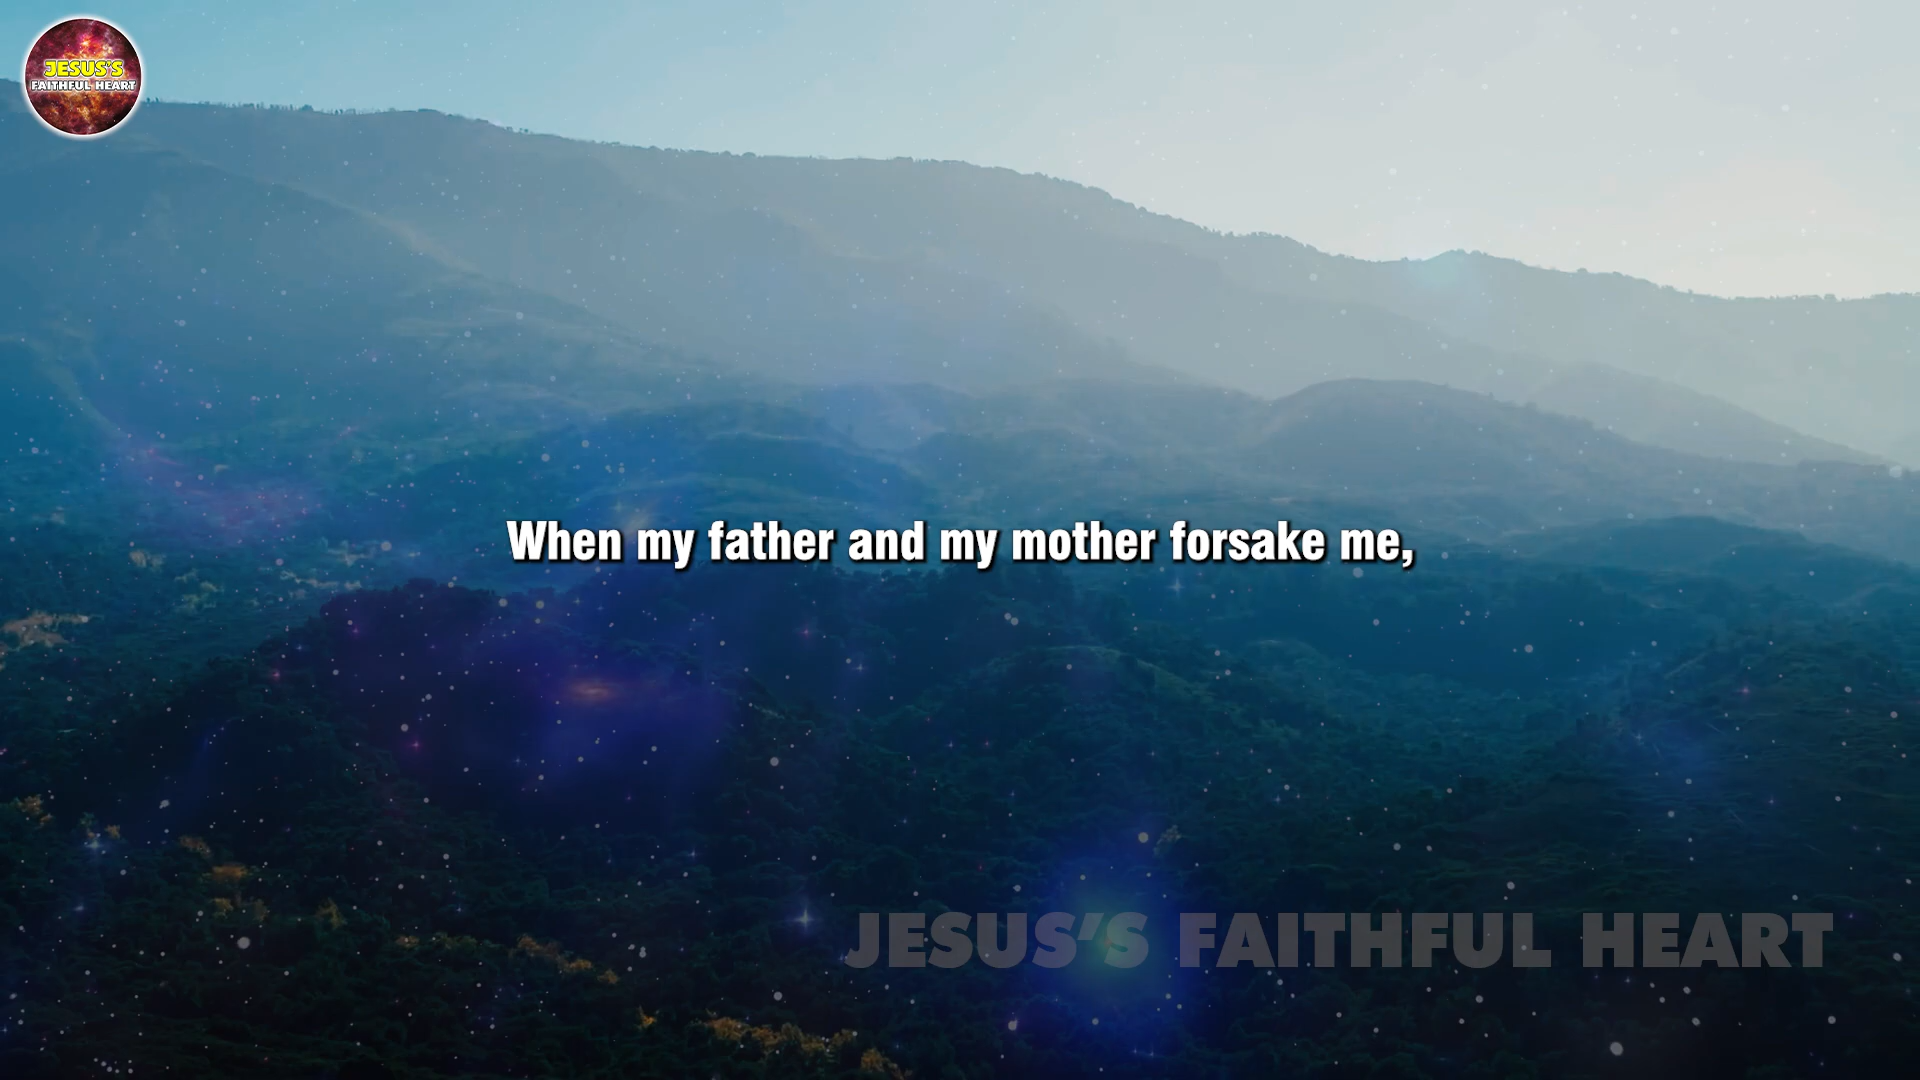 JESUS'S
FAITHFUL HEART
When my father and my mother forsake me,
JESUS'S FAITHFUL HEART